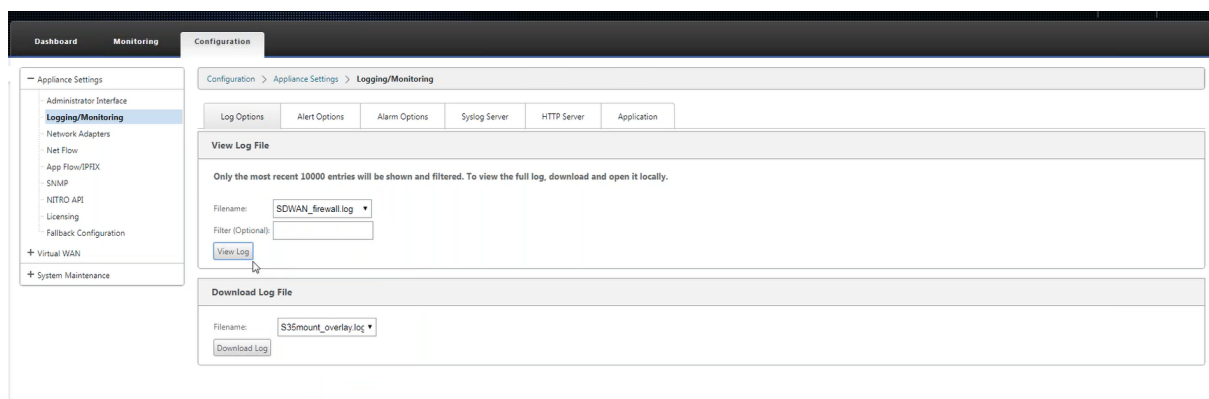 Dashboard Monitoring Configuration
Appliance Settings
Administrator Interface
Logging/Monitoring
Network Adapters
Net Flow
App Flow/IPFIX
SNMP
NITRO API
Licensing
Fallback Configuration
Virtual WAN
System Maintenance
Configuration > Appliance Settings > Logging/Monitoring
Log Options Alert Options Alarm Options Syslog Server HTTP Server Application
View Log File
Only the most recent 10000 entries will be shown and filtered. To view the full log, download and open it locally.
Filename: SDWAN_firewall.log
Filter (Optional):
View Log
Download Log File
Filename: S35mount_overlay.log
Download Log